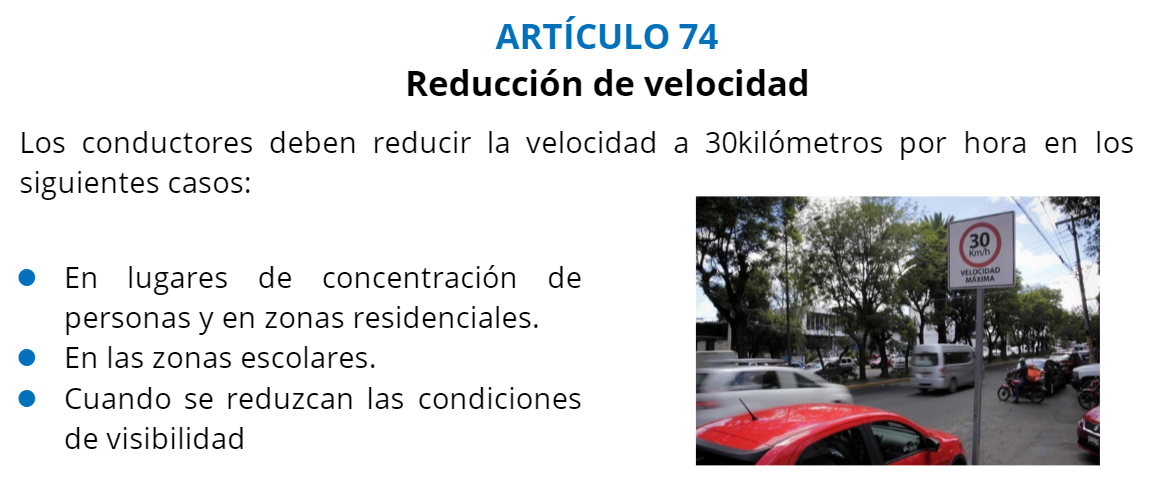 ARTÍCULO 74
Reducción de velocidad
Los conductores deben reducir la velocidad a 30kilómetros por hora en los
siguientes casos:
● En lugares de concentración de
personas y en zonas residenciales.
● En las zonas escolares.
● Cuando se reduzcan las condiciones
de visibilidad
30
Km/h
VELOCIDAD
MÁXIMA